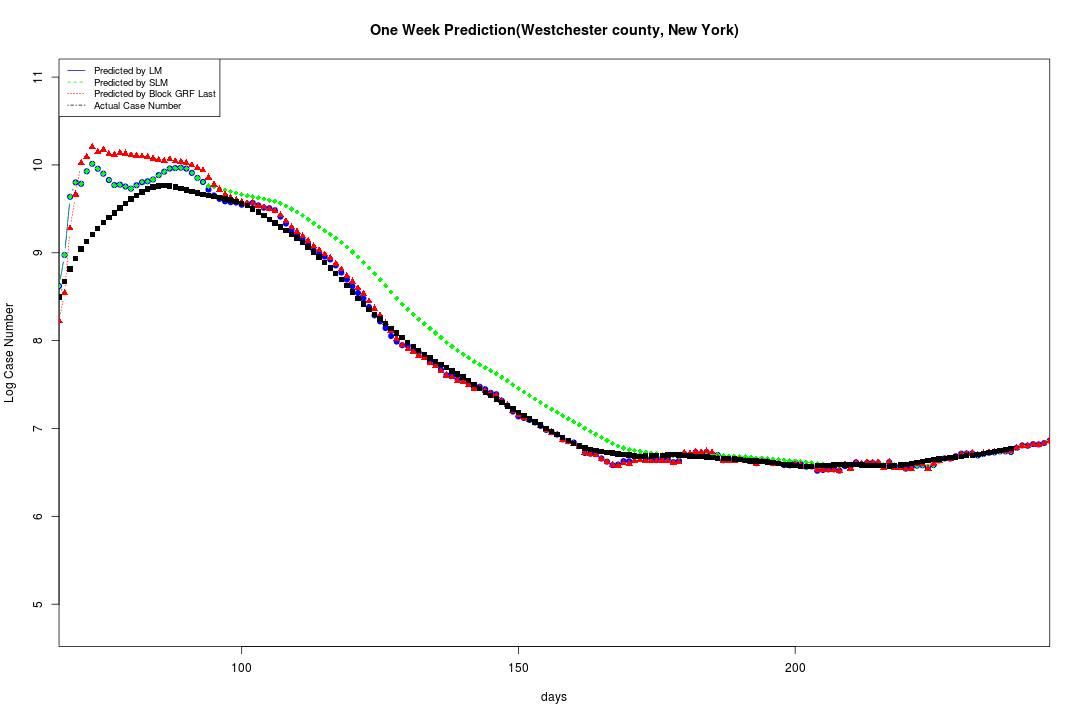 One Week Prediction(Westchester county, New York)
Predicted by LM
Predicted by SLM
Predicted by Block GRF Last
Actual Case Number
11
10
9
8
7
6
5
Log Case Number
100 150 200
days